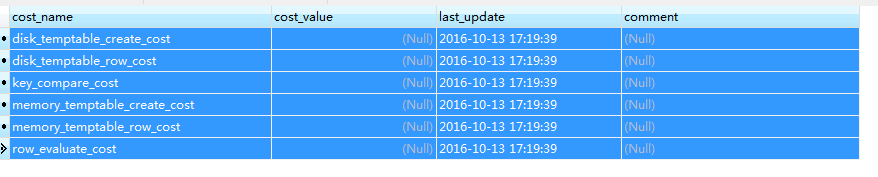 cost_name cost_value last_update comment
disk_temptable_create_cost (Null) 2016-10-13 17:19:39 (Null)
disk_temptable_row_cost (Null) 2016-10-13 17:19:39 (Null)
key_compare_cost (Null) 2016-10-13 17:19:39 (Null)
memory_temptable_create_cost (Null) 2016-10-13 17:19:39 (Null)
memory_temptable_row_cost (Null) 2016-10-13 17:19:39 (Null)
row_evaluate_cost (Null) 2016-10-13 17:19:39 (Null)